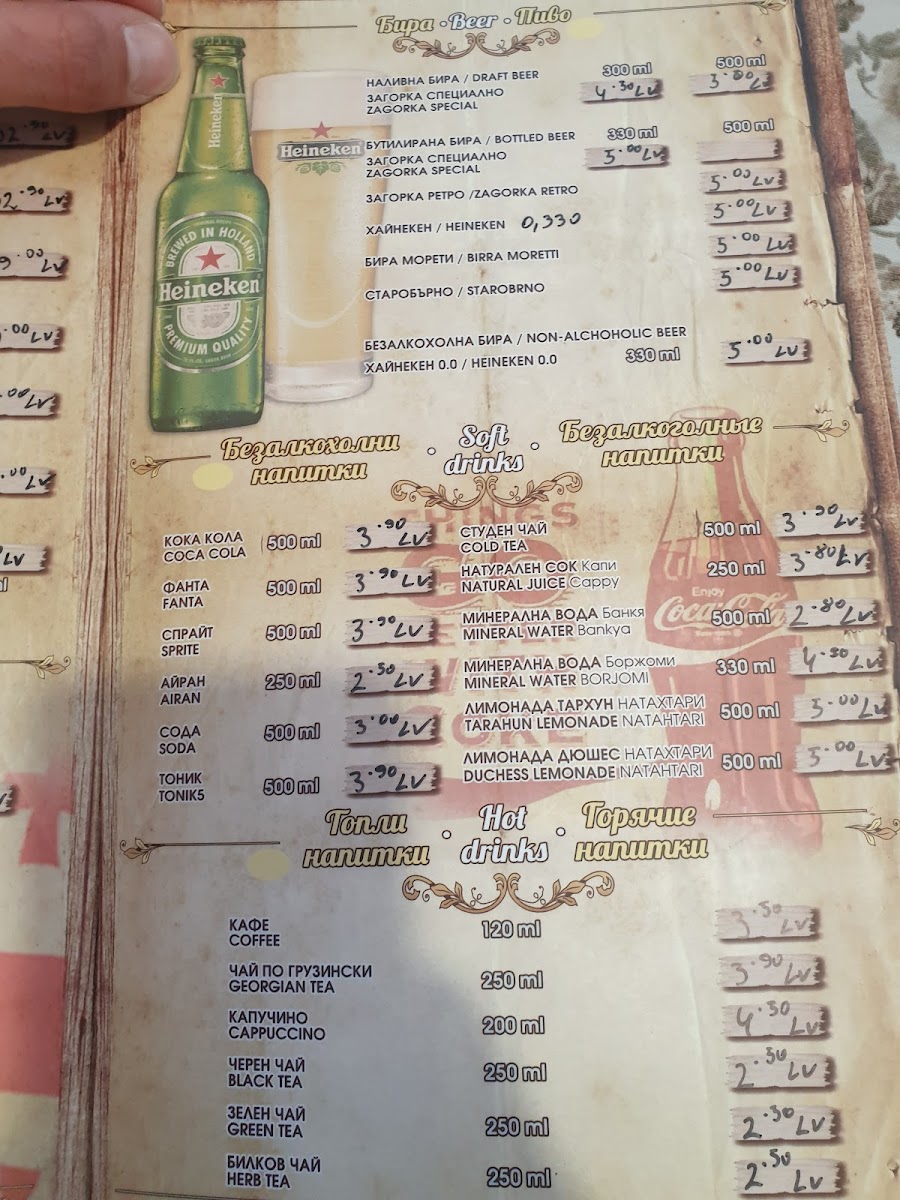 Бира • Beer • Пиво
НАЛИВНА БИРА / DRAFT BEER 300 ml 500 ml
ЗАГОРКА СПЕЦИАЛНО 4.30 LV
ZAGORKA SPECIAL
БУТИЛИРАНА БИРА / BOTTLED BEER 330 ml 500 ml
ЗАГОРКА СПЕЦИАЛНО 5.00 LV
ZAGORKA SPECIAL
ЗАГОРКА РЕТРО /ZAGORKA RETRO 5.00 LV
ХАЙНЕКЕН / HEINEKEN 0,330 5.00 LV
БИРА МОРЕТИ / BIRRA MORETTI 5.00 LV
СТАРОБЪРНО / STAROBRNO 5.00 LV
БЕЗАЛКОХОЛНА БИРА / NON-ALCHOHOLIC BEER
ХАЙНЕКЕН 0.0 / HEINEKEN 0.0 330 ml 5.00 LV
Heineken
BREWED IN HOLLAND
Heineken
PREMIUM QUALITY
Heineken
Безалкохолни напитки • Soft drinks • Безалкогольные напитки
КОКА КОЛА 500 ml 3.90 LV
COCA COLA
ФАНТА 500 ml 3.90 LV
FANTA
СПРАЙТ 500 ml 3.90 LV
SPRITE
АЙРАН 250 ml 2.50 LV
AIRAN
СОДА 500 ml 3.00 LV
SODA
ТОНИК 500 ml 3.90 LV
TONIK5
СТУДЕН ЧАЙ 500 ml 3.90 LV
COLD TEA
НАТУРАЛЕН СОК Капи 250 ml 3.80 LV
NATURAL JUICE Cappy
МИНЕРАЛНА ВОДА Банкя 500 ml 2.80 LV
MINERAL WATER Bankya
МИНЕРАЛНА ВОДА Боржоми 330 ml 4.50 LV
MINERAL WATER BORJOMI
ЛИМОНАДА ТАРХУН НАТАХТАРИ 500 ml 5.00 LV
TARAHUN LEMONADE NATAHTARI
ЛИМОНАДА ДЮШЕС НАТАХТАРИ 500 ml 5.00 LV
DUCHESS LEMONADE NATAHTARI
THINGS
GO
COKE
Enjoy
Coca-Cola
Топли напитки • Hot drinks • Горячие напитки
КАФЕ 120 ml 3.50 LV
COFFEE
ЧАЙ ПО ГРУЗИНСКИ 250 ml 3.90 LV
GEORGIAN TEA
КАПУЧИНО 200 ml 4.50 LV
CAPPUCCINO
ЧЕРЕН ЧАЙ 250 ml 2.50 LV
BLACK TEA
ЗЕЛЕН ЧАЙ 250 ml 2.50 LV
GREEN TEA
БИЛКОВ ЧАЙ 250 ml 2.50 LV
HERB TEA